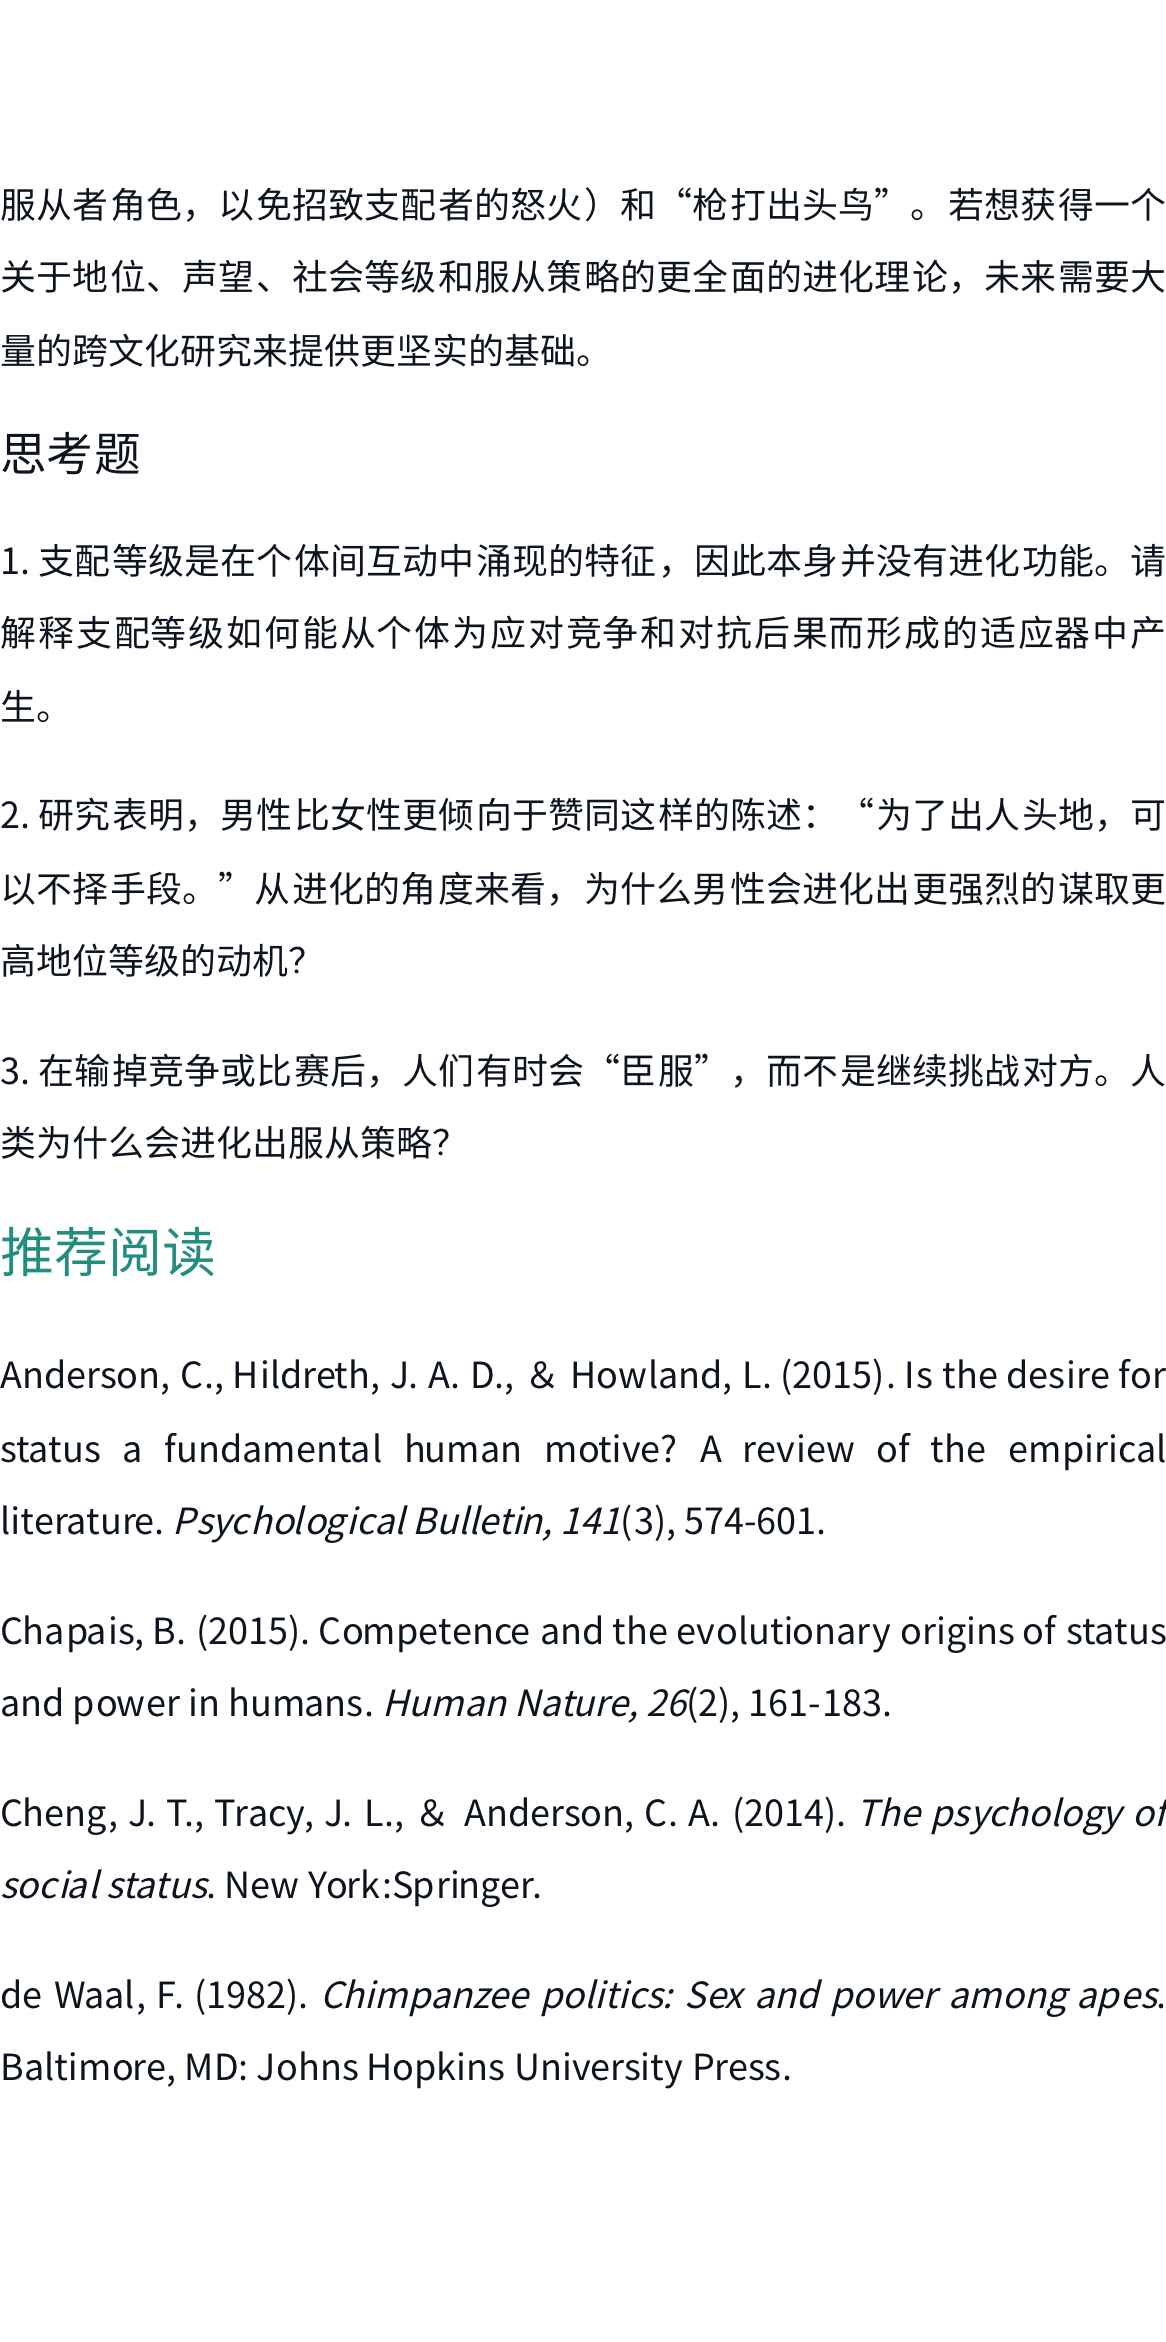 服从者角色，以免招致支配者的怒火）和“枪打出头鸟”。若想获得一个
关于地位、声望、社会等级和服从策略的更全面的进化理论，未来需要大
量的跨文化研究来提供更坚实的基础。
思考题
1. 支配等级是在个体间互动中涌现的特征，因此本身并没有进化功能。请
解释支配等级如何能从个体为应对竞争和对抗后果而形成的适应器中产
生。
2. 研究表明，男性比女性更倾向于赞同这样的陈述：“为了出人头地，可
以不择手段。”从进化的角度来看，为什么男性会进化出更强烈的谋取更
高地位等级的动机？
3. 在输掉竞争或比赛后，人们有时会“臣服”，而不是继续挑战对方。人
类为什么会进化出服从策略？
推荐阅读
Anderson, C., Hildreth, J. A. D., & Howland, L. (2015). Is the desire for
status a fundamental human motive? A review of the empirical
literature. Psychological Bulletin, 141(3), 574-601.
Chapais, B. (2015). Competence and the evolutionary origins of status
and power in humans. Human Nature, 26(2), 161-183.
Cheng, J. T., Tracy, J. L., & Anderson, C. A. (2014). The psychology of
social status. New York:Springer.
de Waal, F. (1982). Chimpanzee politics: Sex and power among apes.
Baltimore, MD: Johns Hopkins University Press.